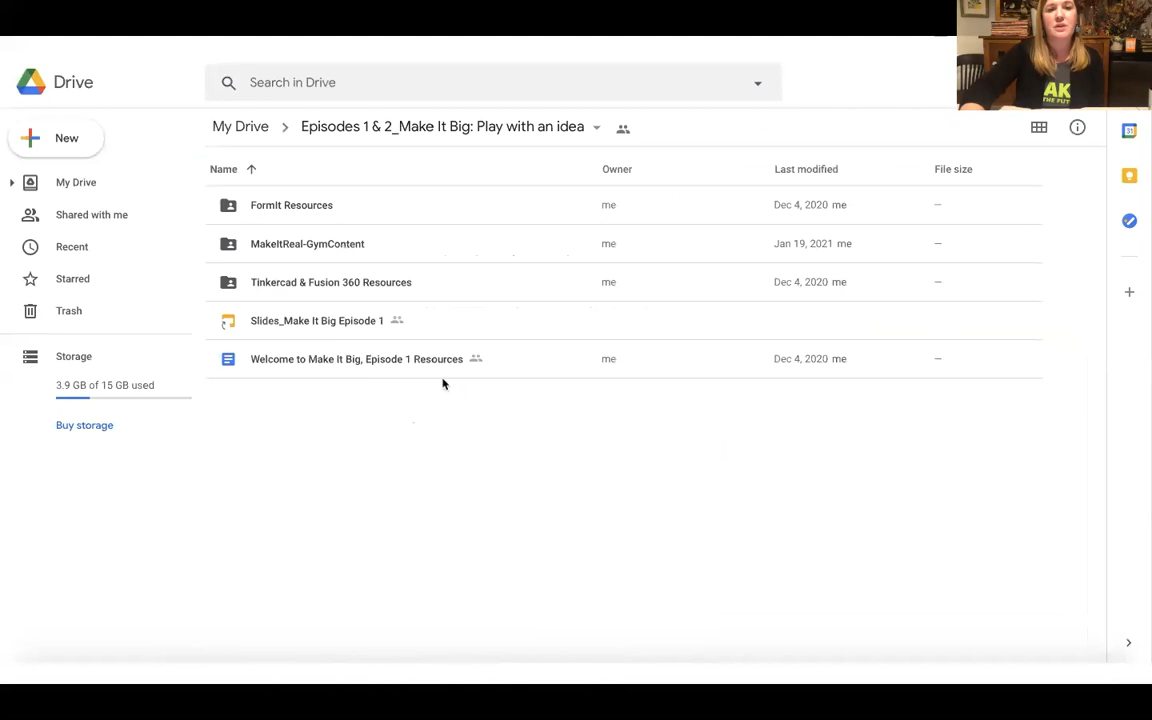 Drive
Search in Drive
AK
THE FUT
New
My Drive
Episodes 1 & 2_Make It Big: Play with an idea
31
Name
Owner
Last modified
File size
My Drive
Shared with me
Recent
Starred
Trash
Storage
3.9 GB of 15 GB used
Buy storage
FormIt Resources
me
Dec 4, 2020 me
–
MakeItReal-GymContent
me
Jan 19, 2021 me
–
Tinkercad & Fusion 360 Resources
me
Dec 4, 2020 me
–
Slides_Make It Big Episode 1
Welcome to Make It Big, Episode 1 Resources
me
Dec 4, 2020 me
–